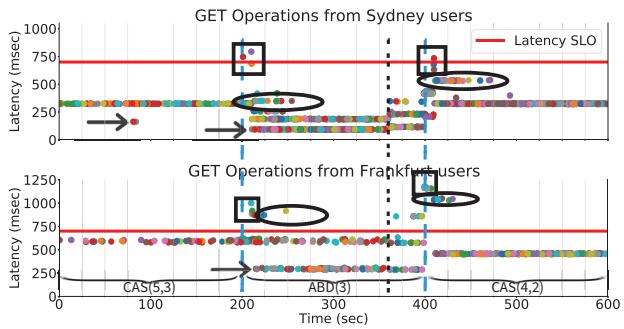 GET Operations from Sydney users
Latency (msec)
1000
750
500
250
0
Latency SLO
GET Operations from Frankfurt users
Latency (msec)
1250
1000
750
500
250
0
CAS(5,3) ABD(3) CAS(4,2)
0 100 200 300 400 500 600
Time (sec)